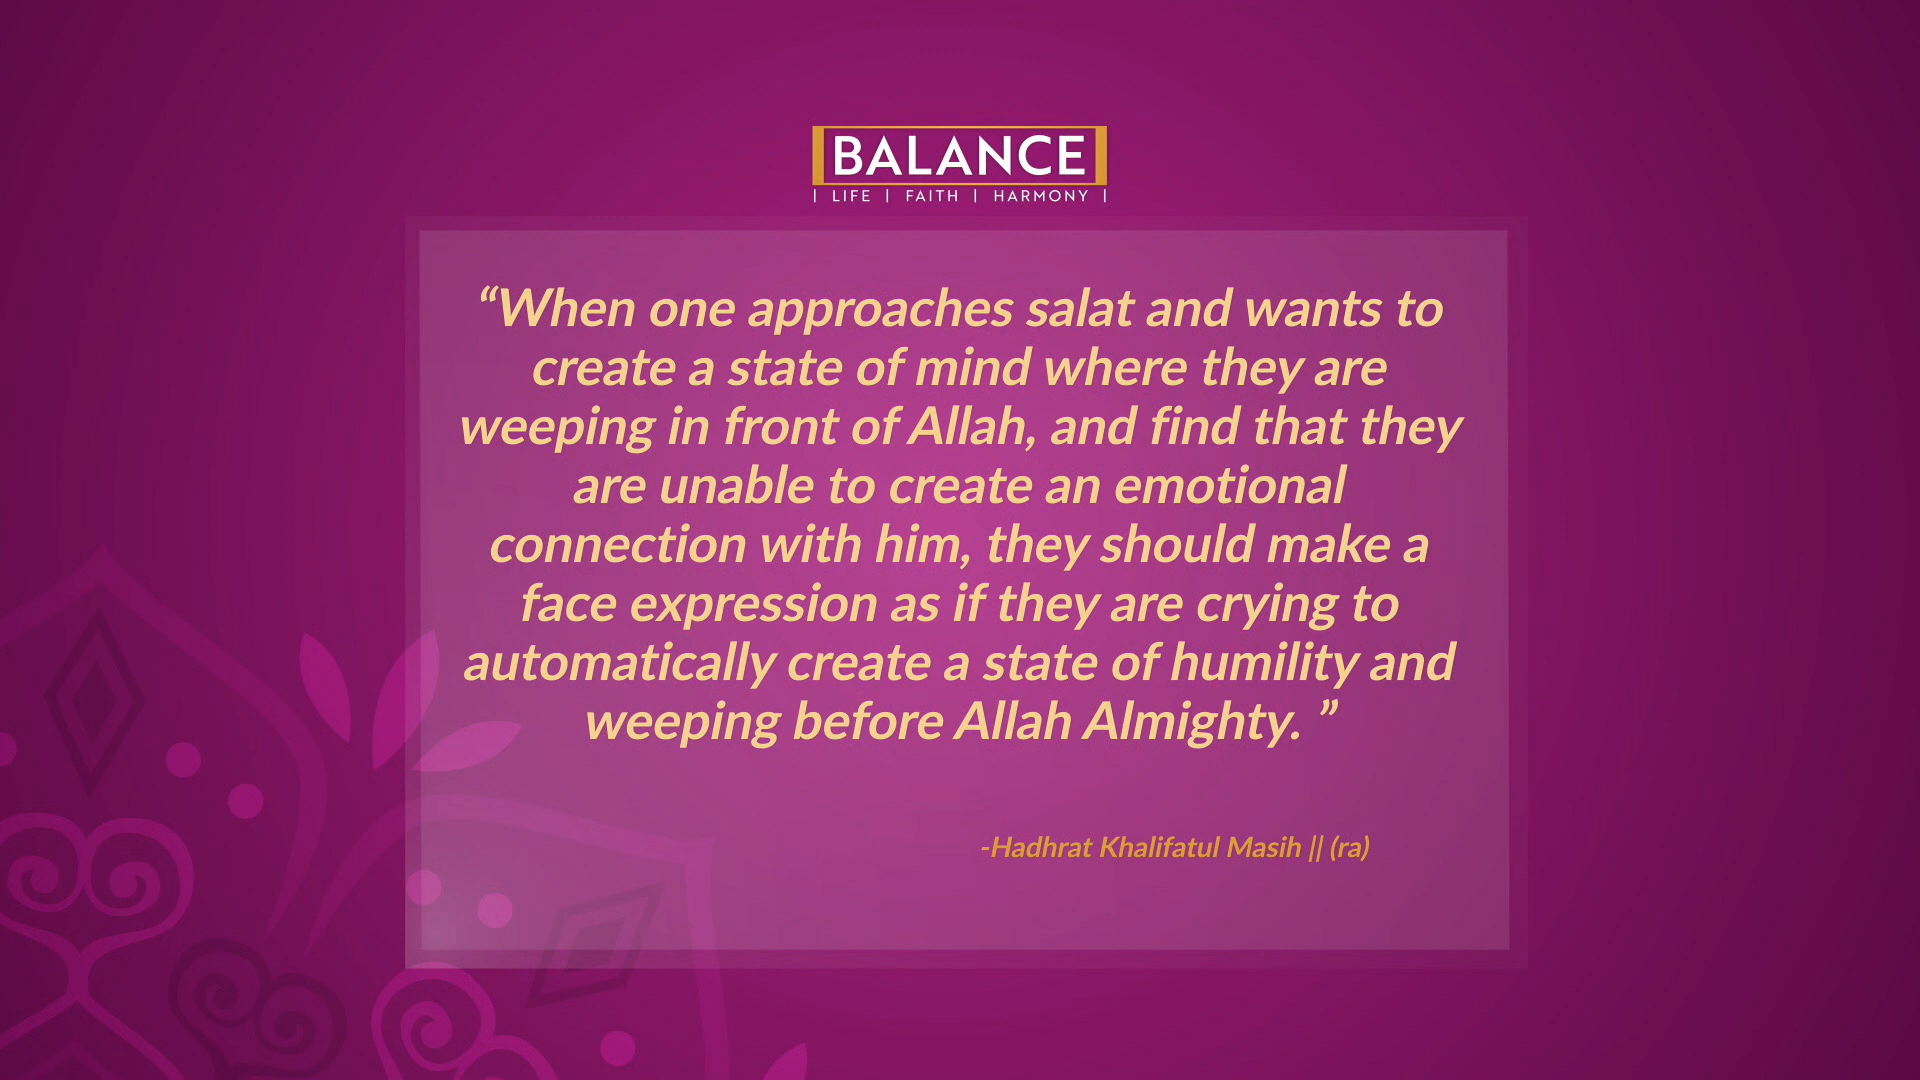 BALANCE
| LIFE | FAITH | HARMONY |
“When one approaches salat and wants to
create a state of mind where they are
weeping in front of Allah, and find that they
are unable to create an emotional
connection with him, they should make a
face expression as if they are crying to
automatically create a state of humility and
weeping before Allah Almighty. ”
-Hadhrat Khalifatul Masih || (ra)